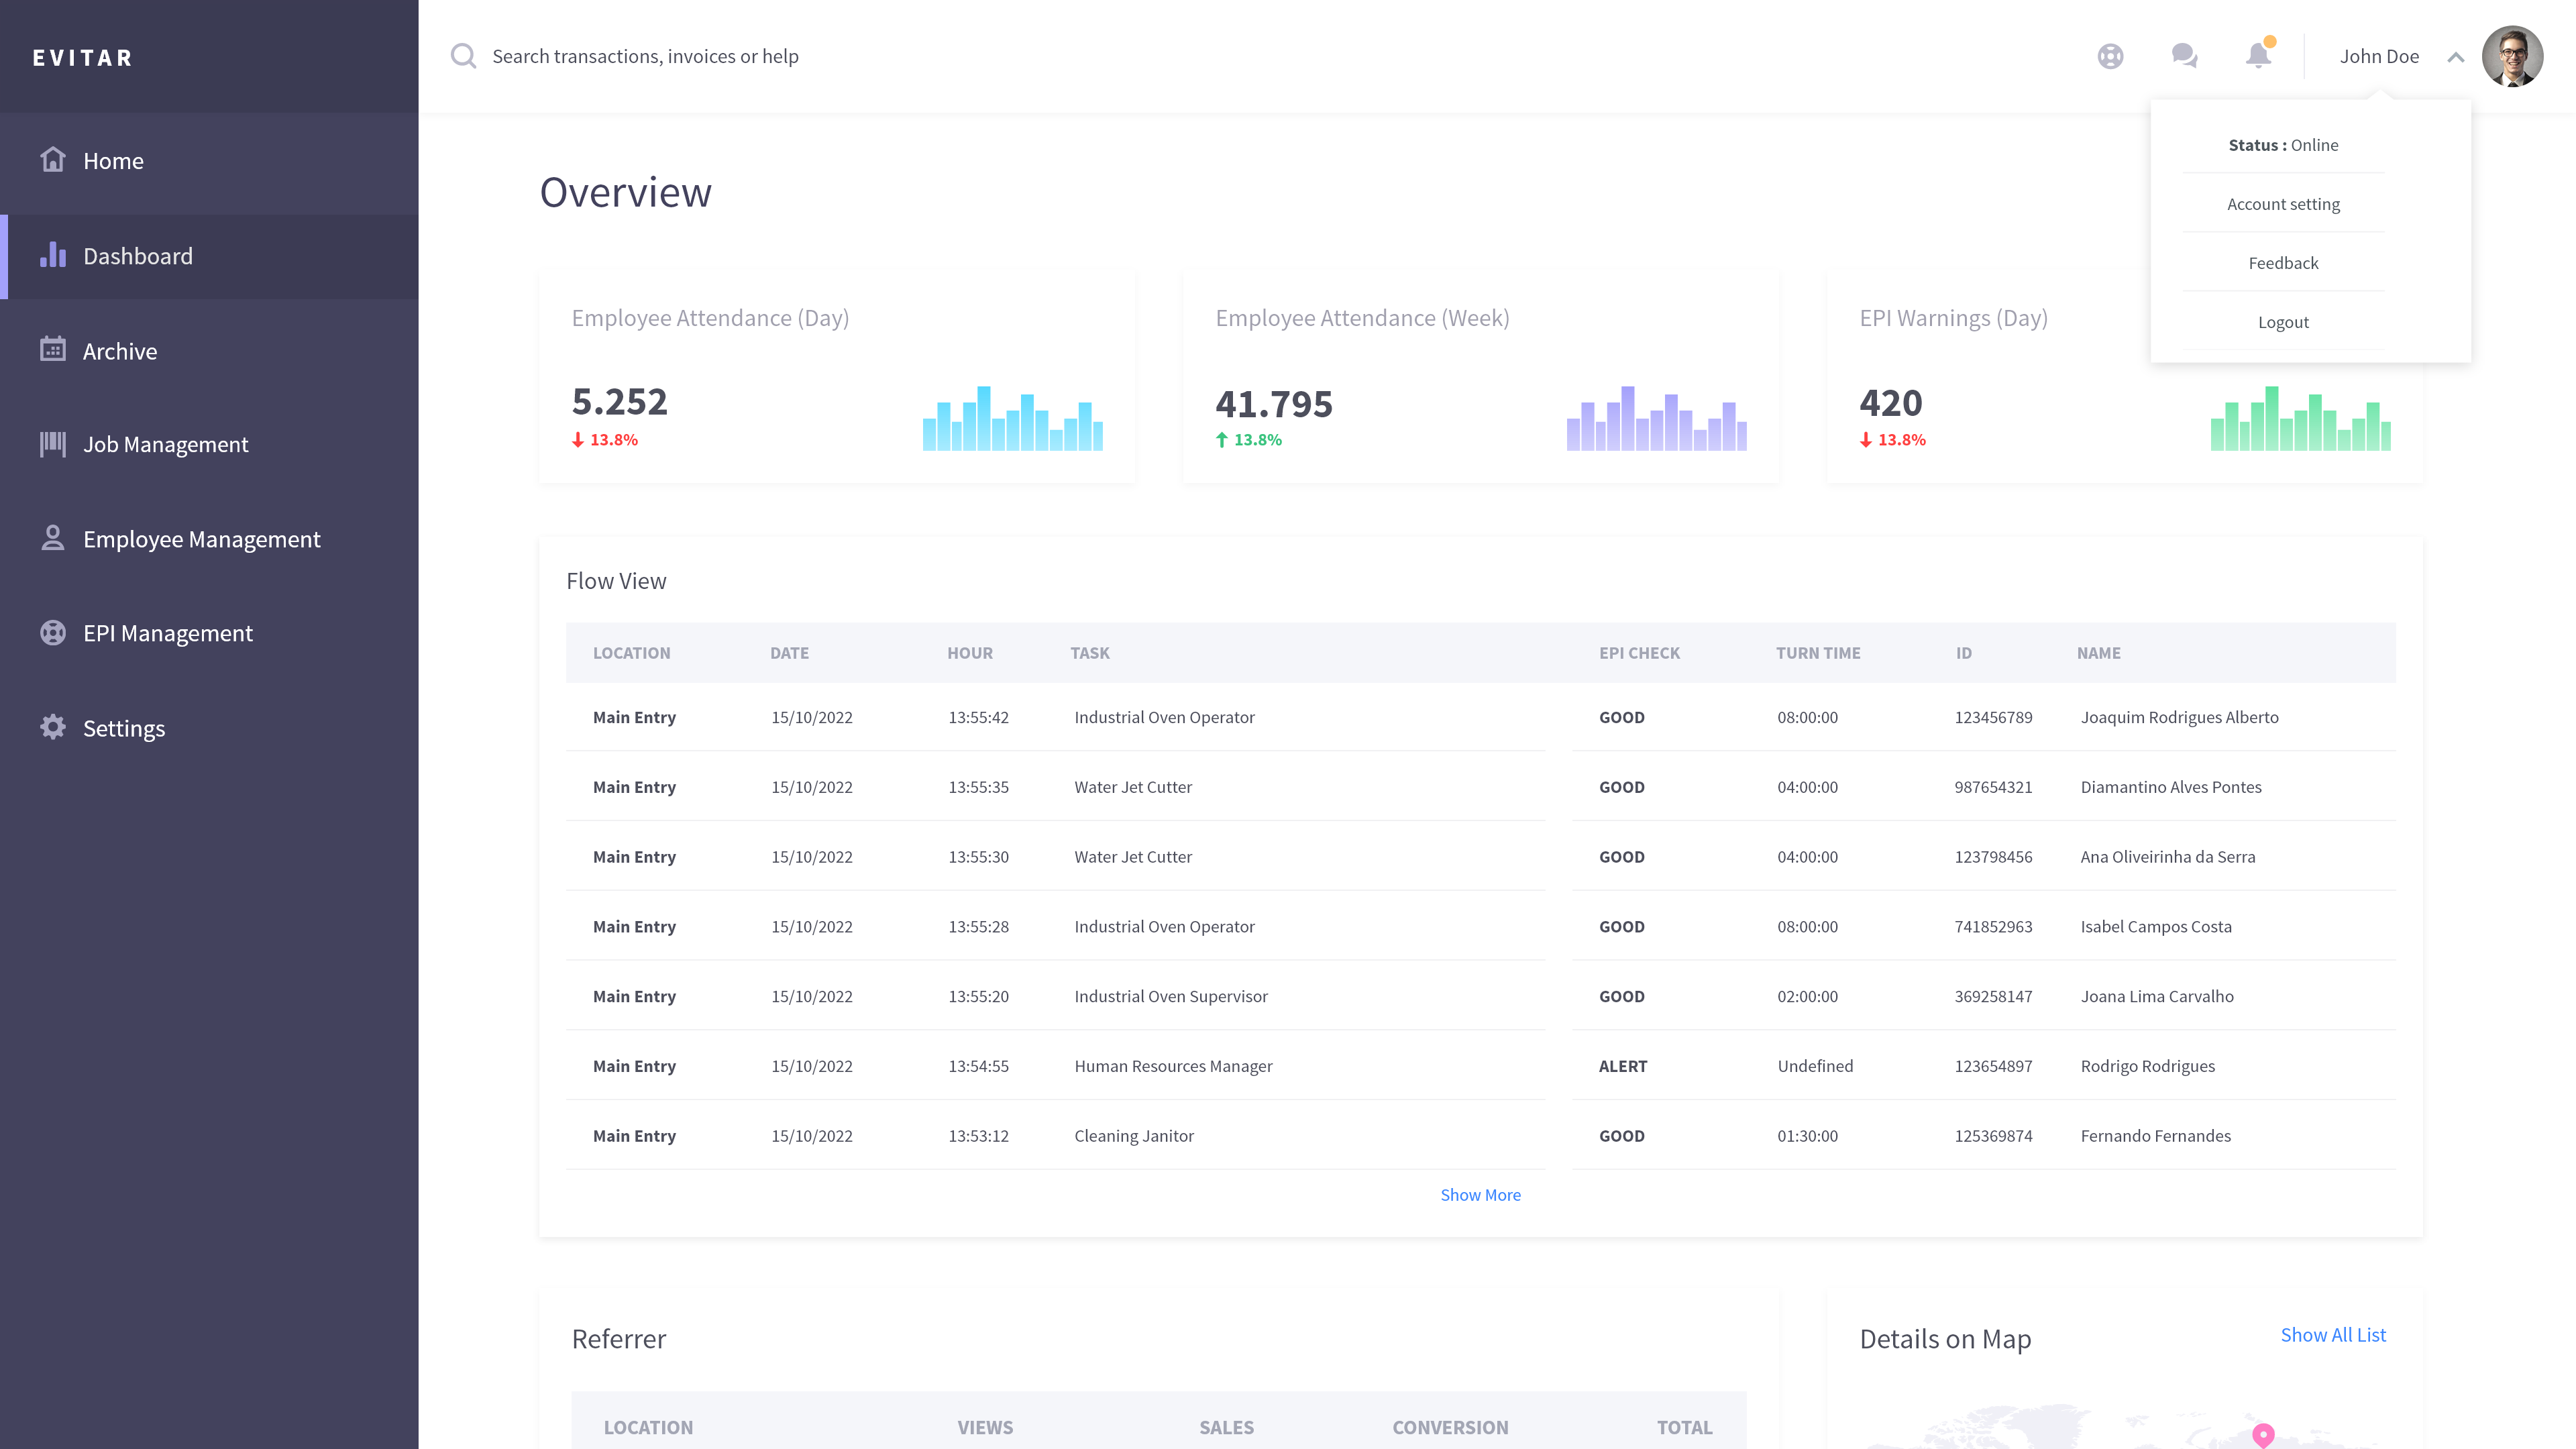 EVITAR
Search transactions, invoices or help
John Doe
Status : Online
Account setting
Feedback
Logout
Home
Dashboard
Archive
Job Management
Employee Management
EPI Management
Settings
Overview
Employee Attendance (Day)
5.252
13.8%
Employee Attendance (Week)
41.795
13.8%
EPI Warnings (Day)
420
13.8%
Flow View
LOCATION DATE HOUR TASK EPI CHECK TURN TIME ID NAME
Main Entry 15/10/2022 13:55:42 Industrial Oven Operator GOOD 08:00:00 123456789 Joaquim Rodrigues Alberto
Main Entry 15/10/2022 13:55:35 Water Jet Cutter GOOD 04:00:00 987654321 Diamantino Alves Pontes
Main Entry 15/10/2022 13:55:30 Water Jet Cutter GOOD 04:00:00 123798456 Ana Oliveirinha da Serra
Main Entry 15/10/2022 13:55:28 Industrial Oven Operator GOOD 08:00:00 741852963 Isabel Campos Costa
Main Entry 15/10/2022 13:55:20 Industrial Oven Supervisor GOOD 02:00:00 369258147 Joana Lima Carvalho
Main Entry 15/10/2022 13:54:55 Human Resources Manager ALERT Undefined 123654897 Rodrigo Rodrigues
Main Entry 15/10/2022 13:53:12 Cleaning Janitor GOOD 01:30:00 125369874 Fernando Fernandes
Show More
Referrer
LOCATION VIEWS SALES CONVERSION TOTAL
Details on Map
Show All List